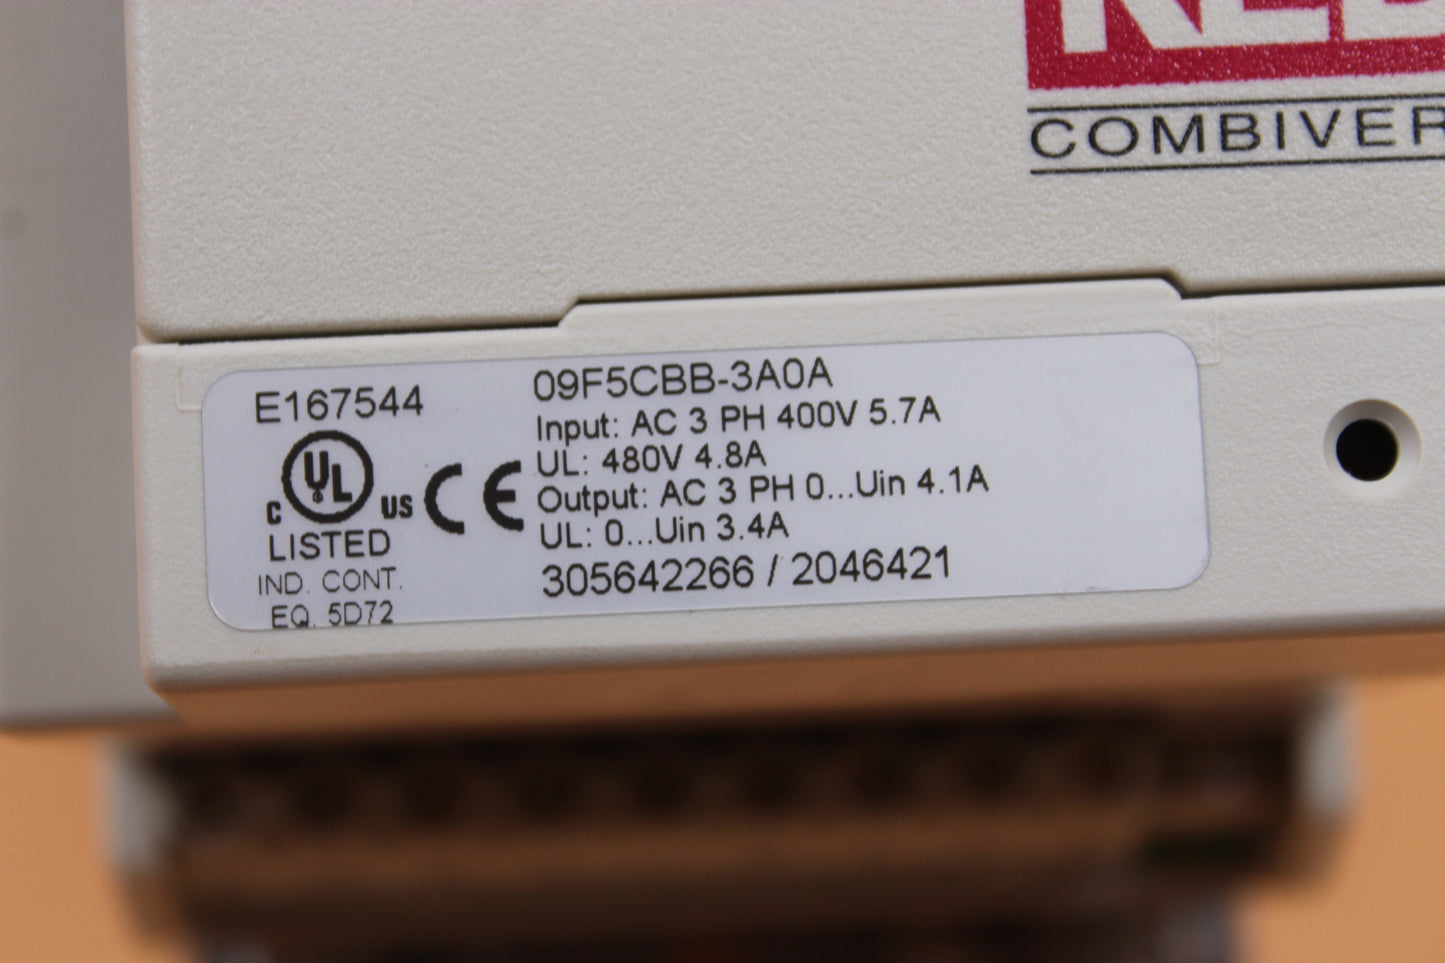 COMBIVER
E167544
C UL US
LISTED
IND. CONT.
EQ. 5D72
CE
09F5CBB-3A0A
Input: AC 3 PH 400V 5.7A
UL: 480V 4.8A
Output: AC 3 PH 0...Uin 4.1A
UL: 0...Uin 3.4A
305642266 / 2046421